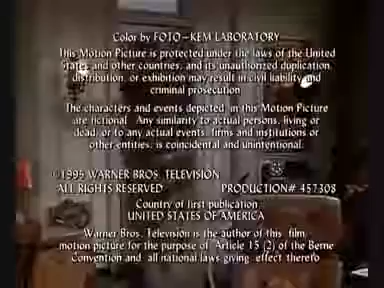 Color by FOTO-KEM LABORATORY
This Motion Picture is protected under the laws of the United
States and other countries, and its unauthorized duplication,
distribution, or exhibition may result in civil liability and
criminal prosecution
The characters and events depicted in this Motion Picture
are fictional Any similarity to actual persons, living or
dead, or to any actual events, firms and institutions or
other entities, is coincidental and unintentional.
©1995 WARNER BROS. TELEVISION
ALL RIGHTS RESERVED PRODUCTION# 457308
Country of first publication
UNITED STATES OF AMERICA
Warner Bros. Television is the author of this film
motion picture for the purpose of Article 15 (2) of the Berne
Convention and all national laws giving effect thereto